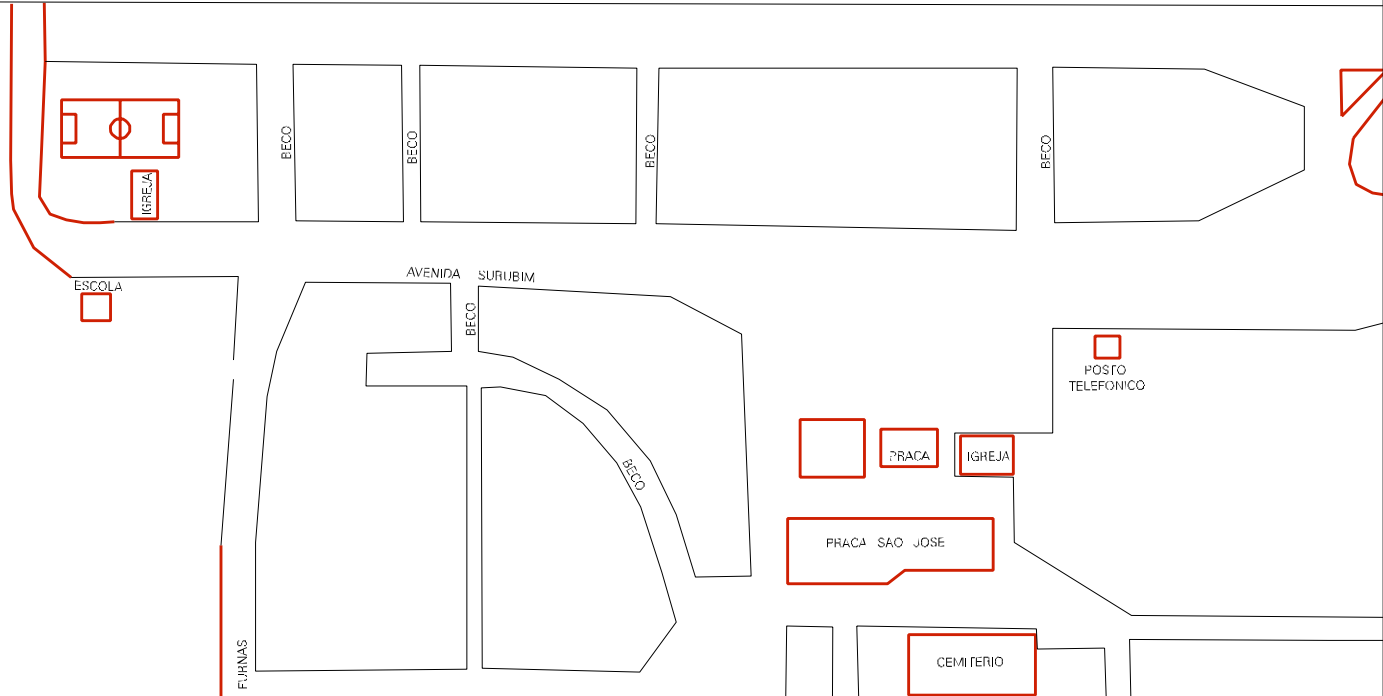 BECO
BECO
BECO
BECO
IGREJA
AVENIDA SURUBIM
ESCOLA
BECO
POSTO
TELEFONICO
PRACA
IGREJA
BECO
PRACA SAO JOSE
FURNAS
CEMITERIO